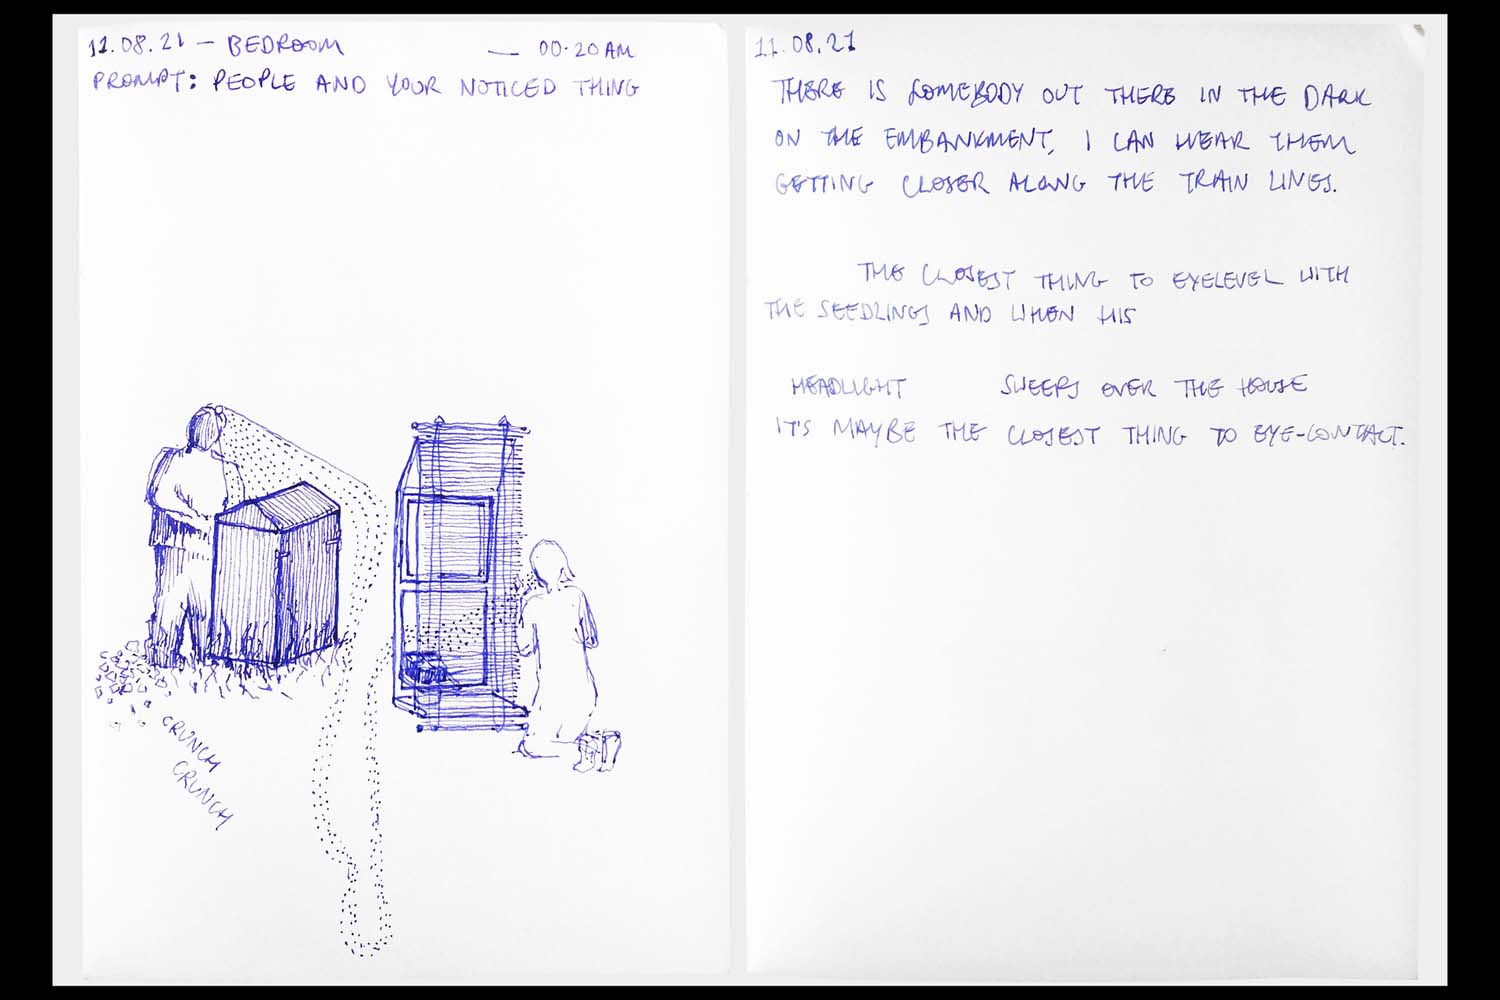 11.08.21 — BEDROOM — 00.20 AM
PROMPT: PEOPLE AND YOUR NOTICED THING
CRUNCH
CRUNCH
11.08.21
THERE IS SOMEBODY OUT THERE IN THE DARK
ON THE EMBANKMENT, I CAN HEAR THEM
GETTING CLOSER ALONG THE TRAIN LINES.
THE CLOSEST THING TO EYELEVEL WITH
THE SEEDLINGS AND WHEN HIS
HEADLIGHT SWEEPS OVER THE HOUSE
IT'S MAYBE THE CLOSEST THING TO EYE-CONTACT.